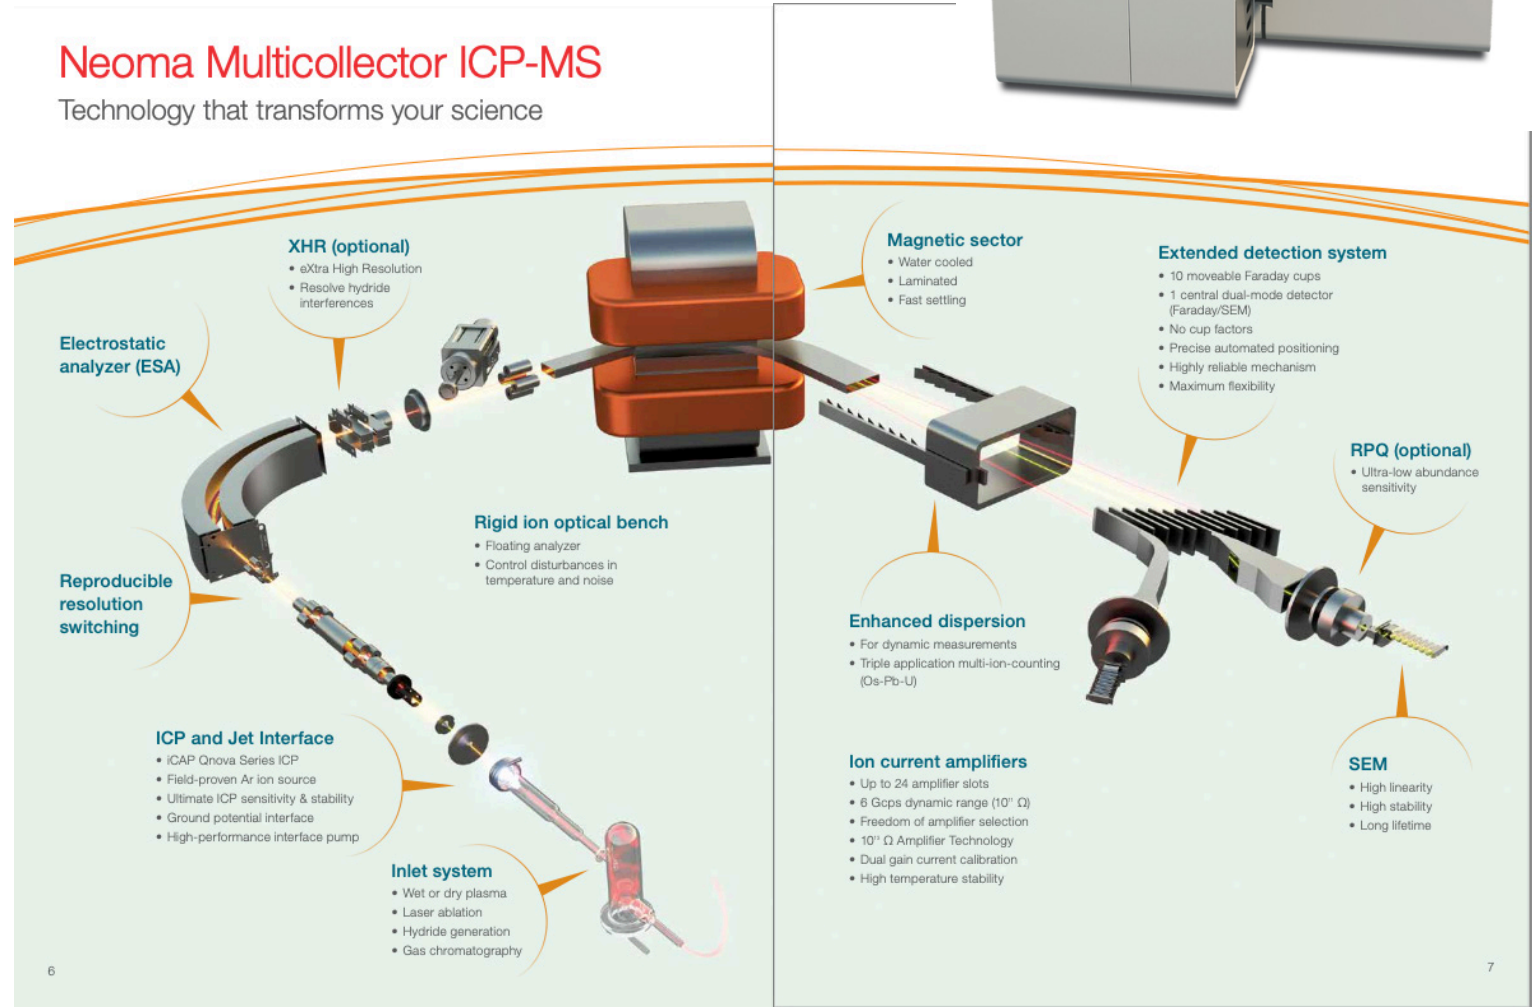 Neoma Multicollector ICP-MS
Technology that transforms your science
XHR (optional)
• eXtra High Resolution
• Resolve hydride
interferences
Electrostatic
analyzer (ESA)
Reproducible
resolution
switching
Rigid ion optical bench
• Floating analyzer
• Control disturbances in
temperature and noise
ICP and Jet Interface
• iCAP Qnova Series ICP
• Field-proven Ar ion source
• Ultimate ICP sensitivity & stability
• Ground potential interface
• High-performance interface pump
Inlet system
• Wet or dry plasma
• Laser ablation
• Hydride generation
• Gas chromatography
6
Magnetic sector
• Water cooled
• Laminated
• Fast settling
Extended detection system
• 10 moveable Faraday cups
• 1 central dual-mode detector
(Faraday/SEM)
• No cup factors
• Precise automated positioning
• Highly reliable mechanism
• Maximum flexibility
RPQ (optional)
• Ultra-low abundance
sensitivity
Enhanced dispersion
• For dynamic measurements
• Triple application multi-ion-counting
(Os-Pb-U)
Ion current amplifiers
• Up to 24 amplifier slots
• 6 Gcps dynamic range (10¹¹ Ω)
• Freedom of amplifier selection
• Ω Amplifier Technology
• Dual gain current calibration
• High temperature stability
SEM
• High linearity
• High stability
• Long lifetime
7